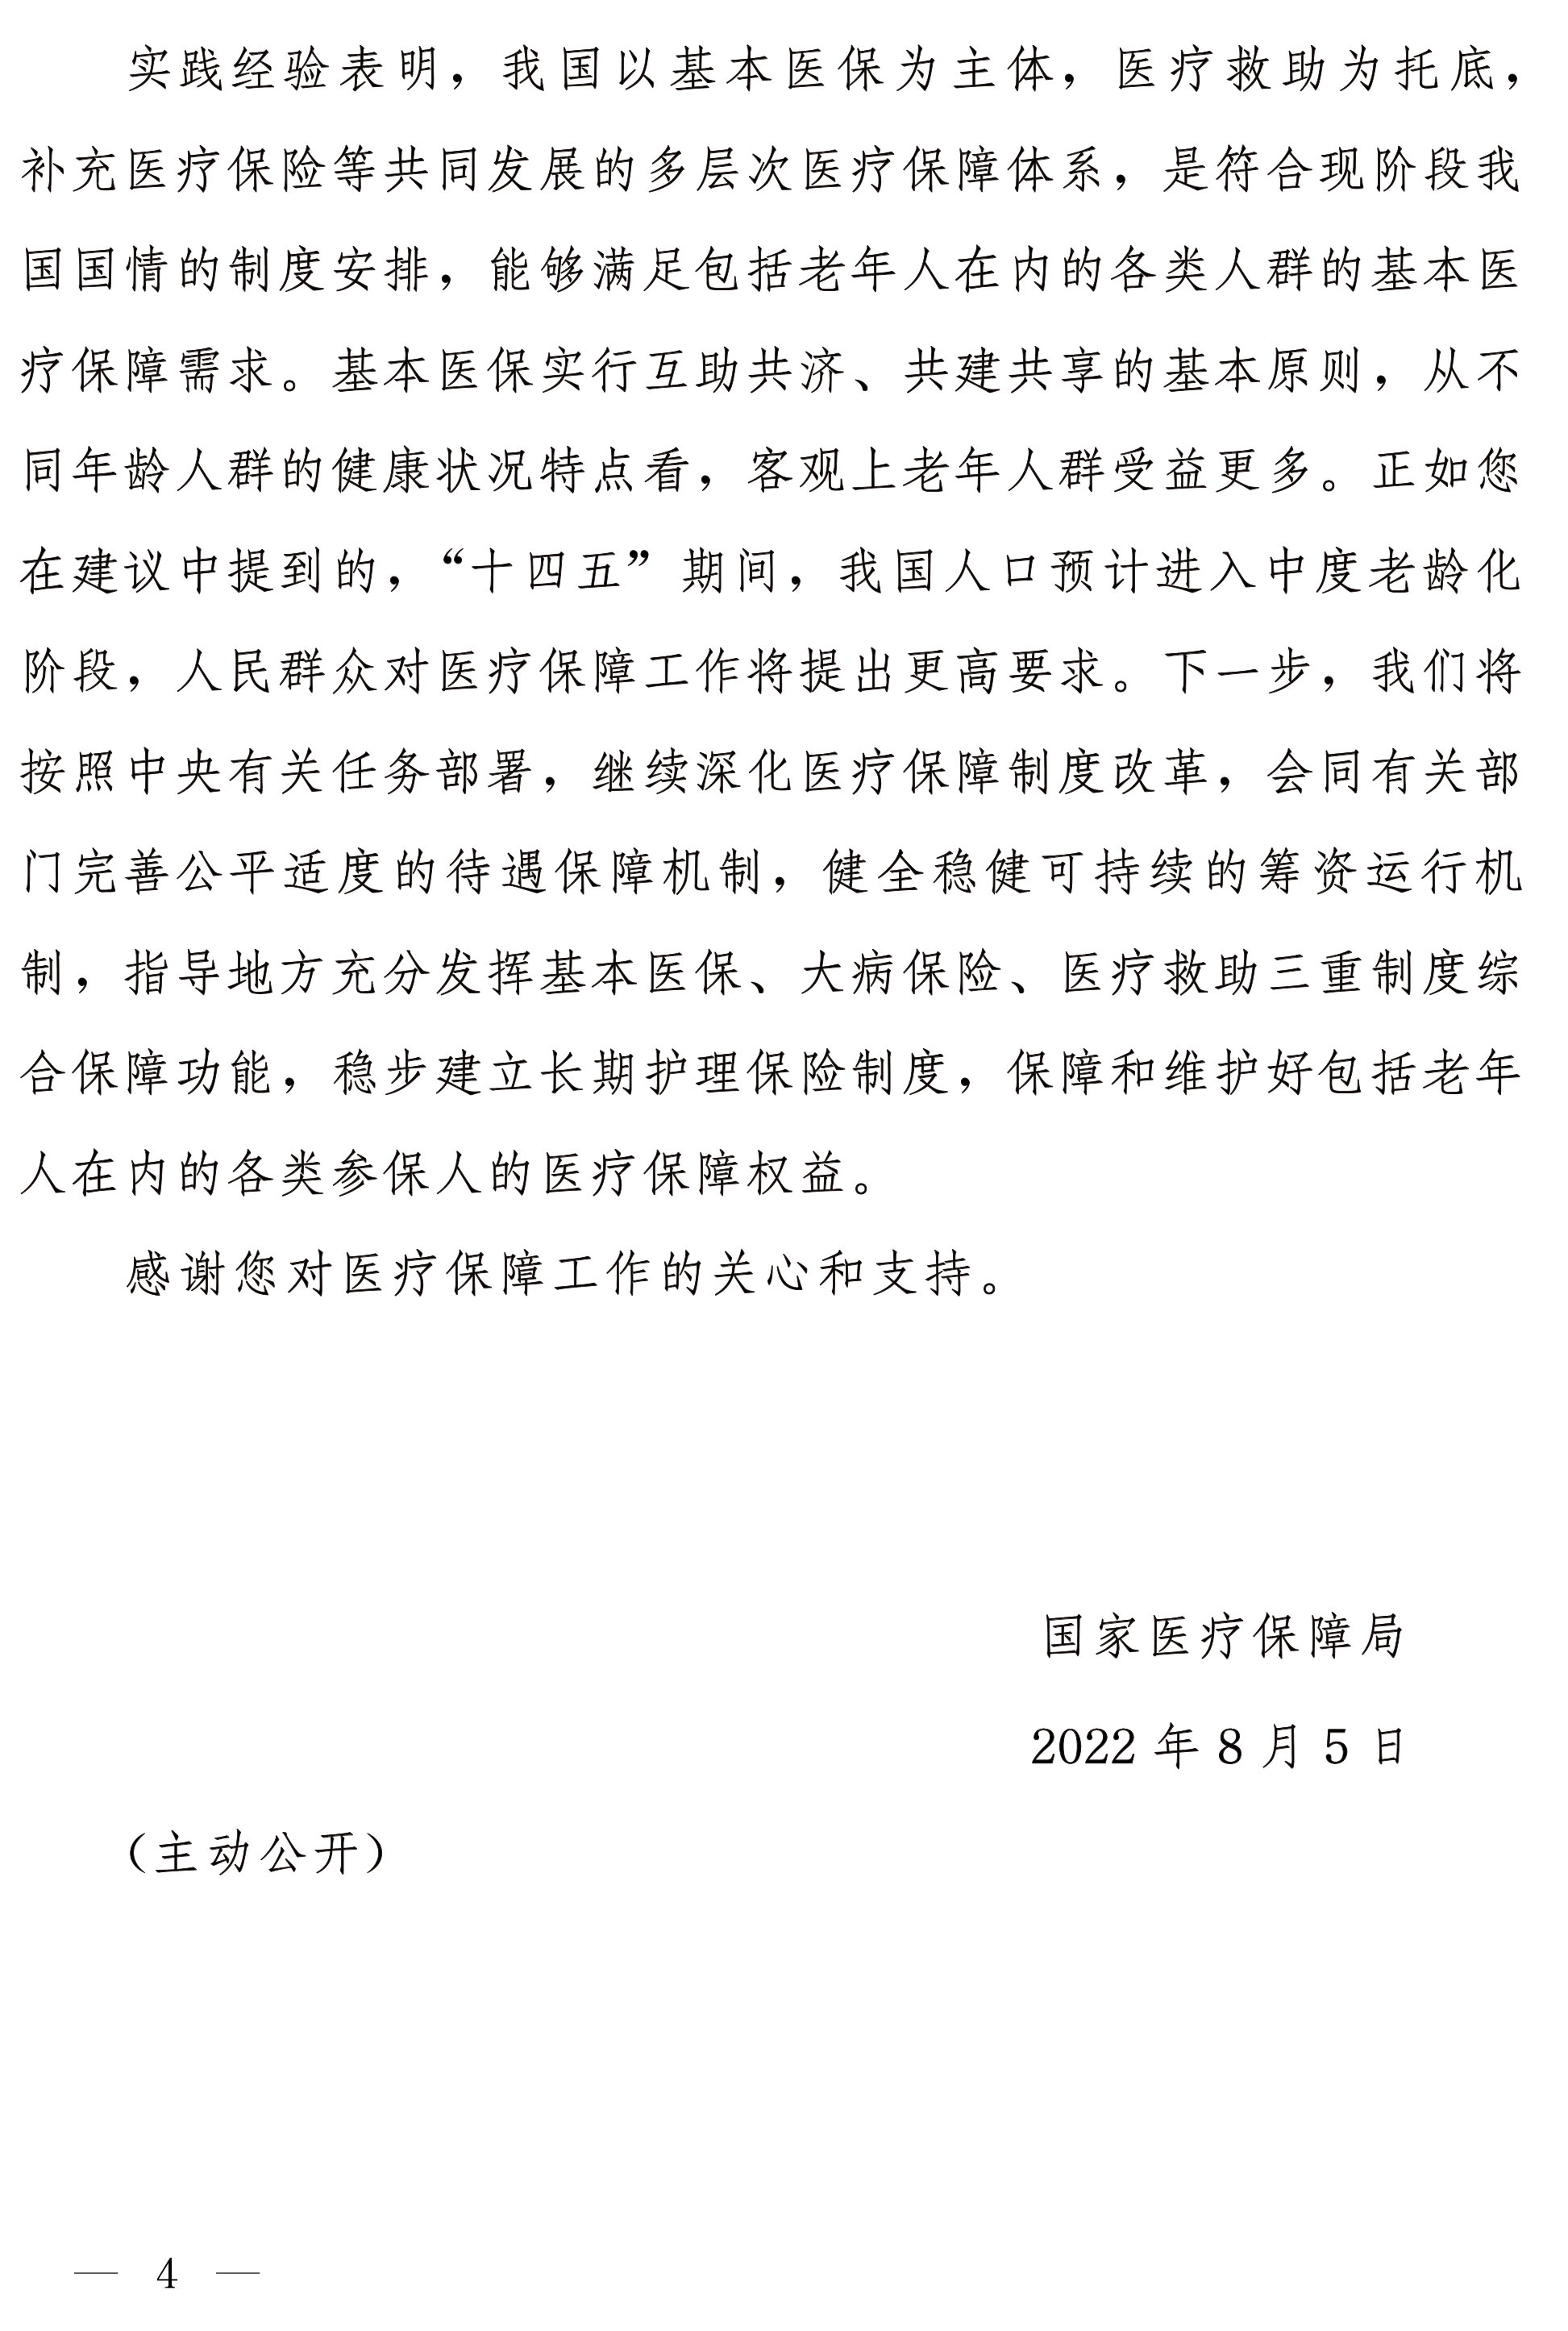 实践经验表明，我国以基本医保为主体，医疗救助为托底，
补充医疗保险等共同发展的多层次医疗保障体系，是符合现阶段我
国国情的制度安排，能够满足包括老年人在内的各类人群的基本医
疗保障需求。基本医保实行互助共济、共建共享的基本原则，从不
同年龄人群的健康状况特点看，客观上老年人群受益更多。正如您
在建议中提到的，“十四五”期间，我国人口预计进入中度老龄化
阶段，人民群众对医疗保障工作将提出更高要求。下一步，我们将
按照中央有关任务部署，继续深化医疗保障制度改革，会同有关部
门完善公平适度的待遇保障机制，健全稳健可持续的筹资运行机
制，指导地方充分发挥基本医保、大病保险、医疗救助三重制度综
合保障功能，稳步建立长期护理保险制度，保障和维护好包括老年
人在内的各类参保人的医疗保障权益。
感谢您对医疗保障工作的关心和支持。
国家医疗保障局
2022 年 8 月 5 日
（主动公开）
— 4 —